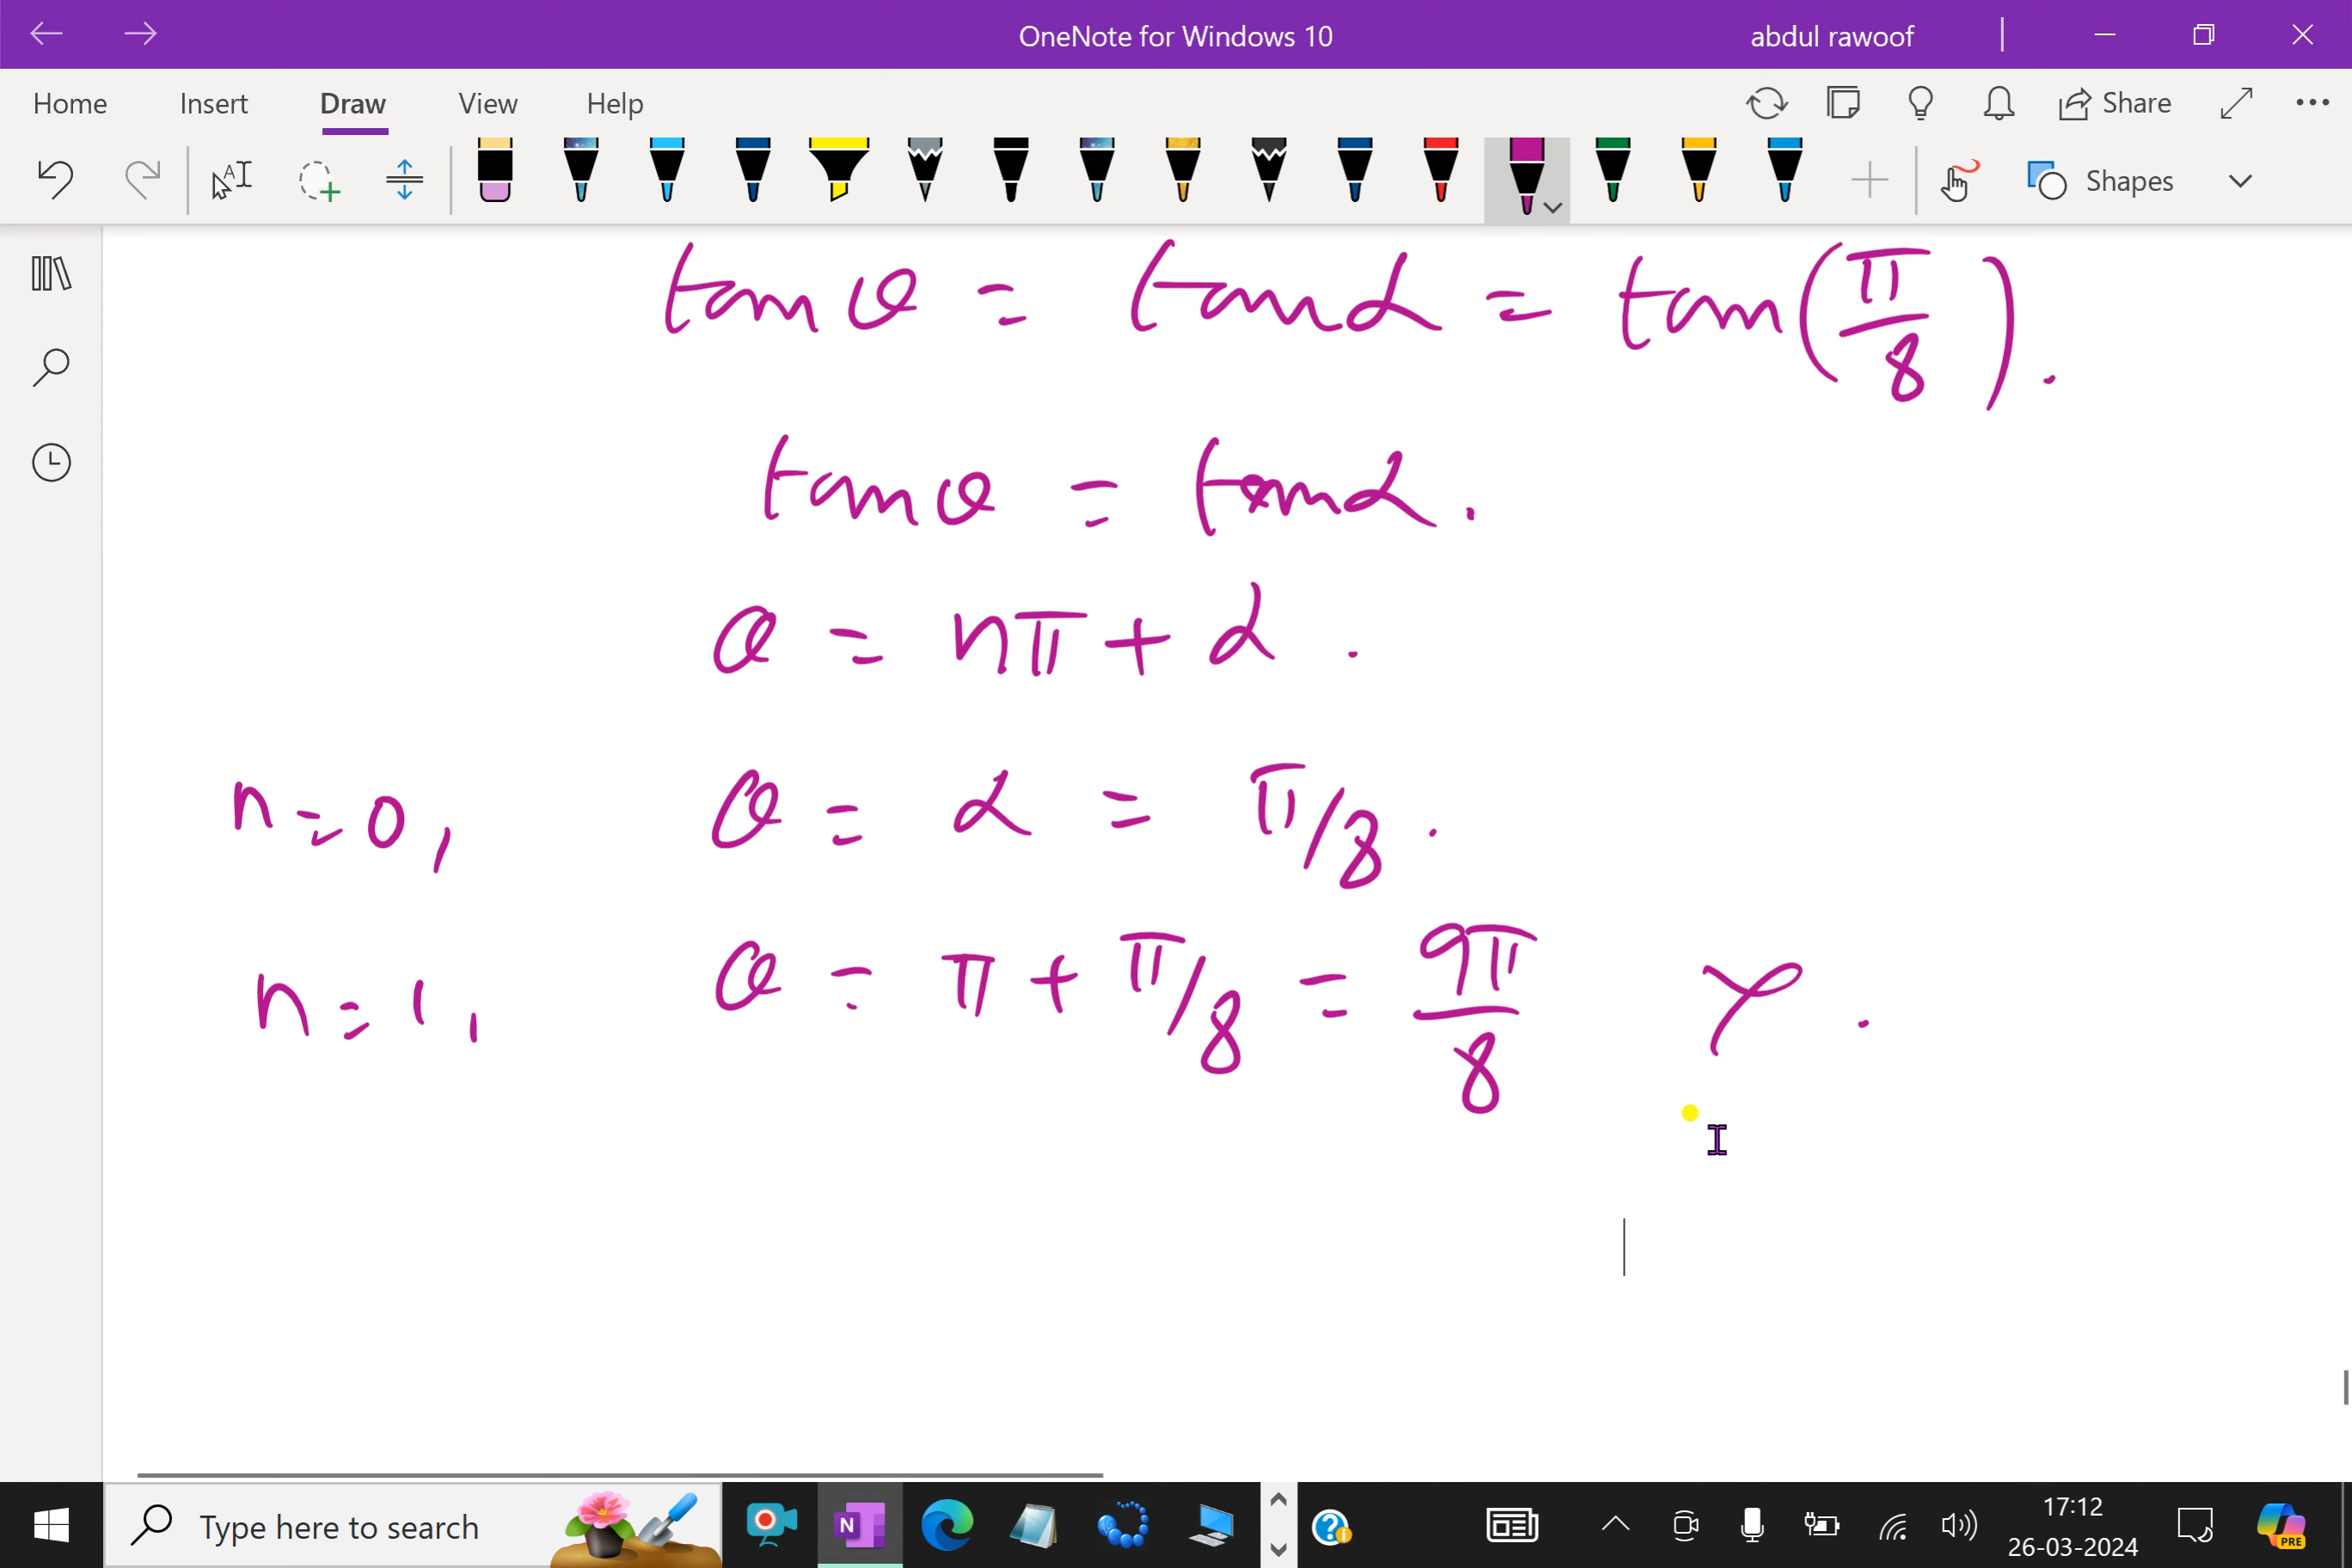 OneNote for Windows 10
abdul rawoof
Home Insert Draw View Help
Share
Shapes
tan θ = tan α = tan(π/8).
tan θ = tan α.
θ = nπ + α.
n = 0, θ = α = π/8.
n = 1, θ = π + π/8 = 9π/8
Type here to search
17:12
26-03-2024
PRE